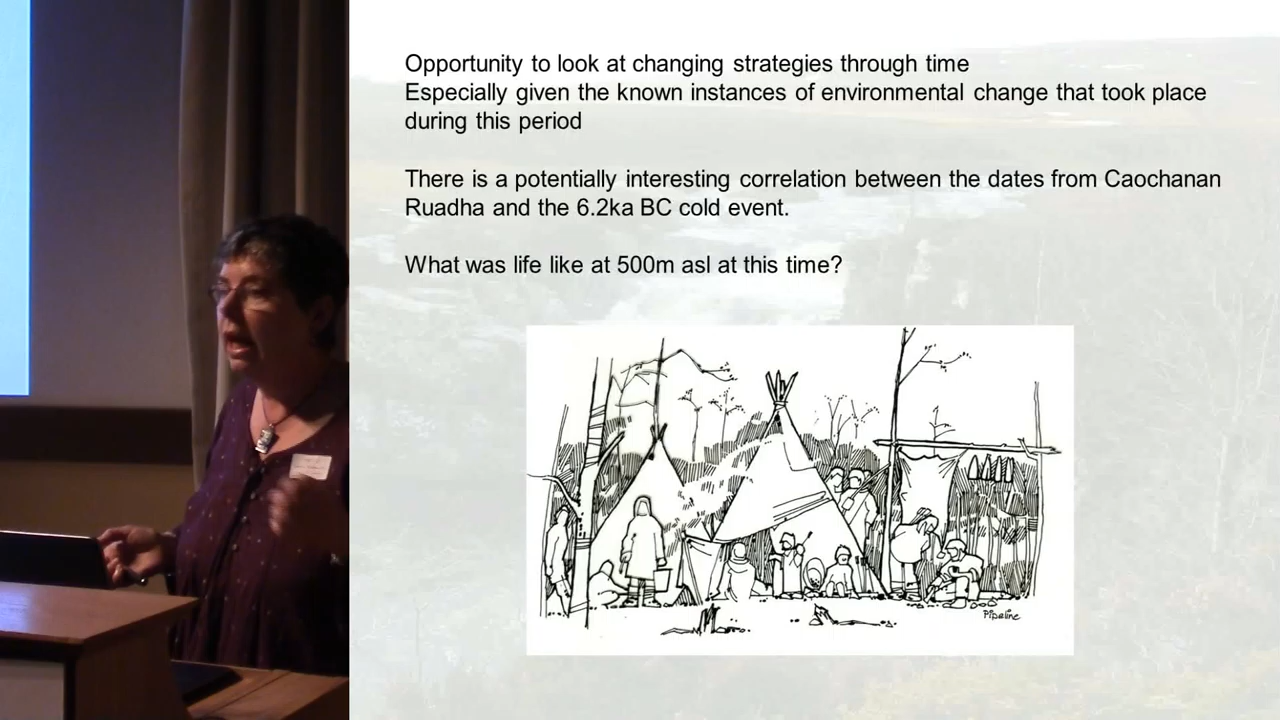 Opportunity to look at changing strategies through time
Especially given the known instances of environmental change that took place
during this period
There is a potentially interesting correlation between the dates from Caochanan
Ruadha and the 6.2ka BC cold event.
What was life like at 500m asl at this time?
Pipeline